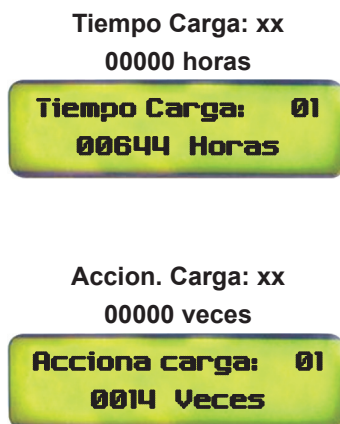 Tiempo Carga: xx
00000 horas
Tiempo Carga: 01
00644 Horas
Accion. Carga: xx
00000 veces
Acciona carga: 01
0014 Veces